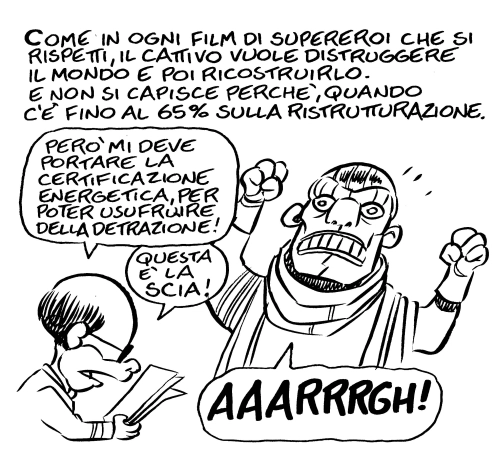 COME IN OGNI FILM DI SUPEREROI CHE SI
RISPETTI, IL CATTIVO VUOLE DISTRUGGERE
IL MONDO E POI RICOSTRUIRLO.
E NON SI CAPISCE PERCHÈ, QUANDO
C'È FINO AL 65% SULLA RISTRUTTURAZIONE.
PERÒ MI DEVE
PORTARE LA
CERTIFICAZIONE
ENERGETICA, PER
POTER USUFRUIRE
DELLA DETRAZIONE!
QUESTA
È LA
SCIA!
AAARRRGH!